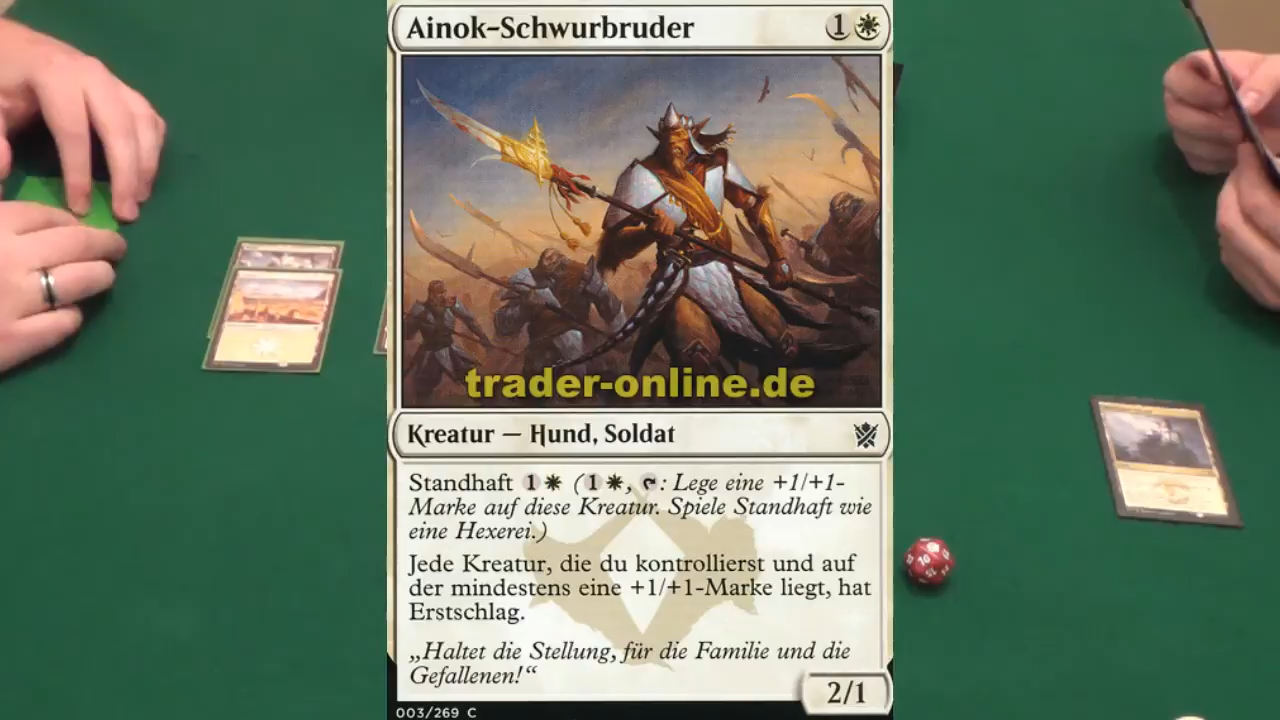 Ainok-Schwurbruder 1
trader-online.de
Kreatur — Hund, Soldat
Standhaft 1 (1, : Lege eine +1/+1-
Marke auf diese Kreatur. Spiele Standhaft wie
eine Hexerei.)
Jede Kreatur, die du kontrollierst und auf
der mindestens eine +1/+1-Marke liegt, hat
Erstschlag.
„Haltet die Stellung, für die Familie und die
Gefallenen!“
2/1
003/269 C
10